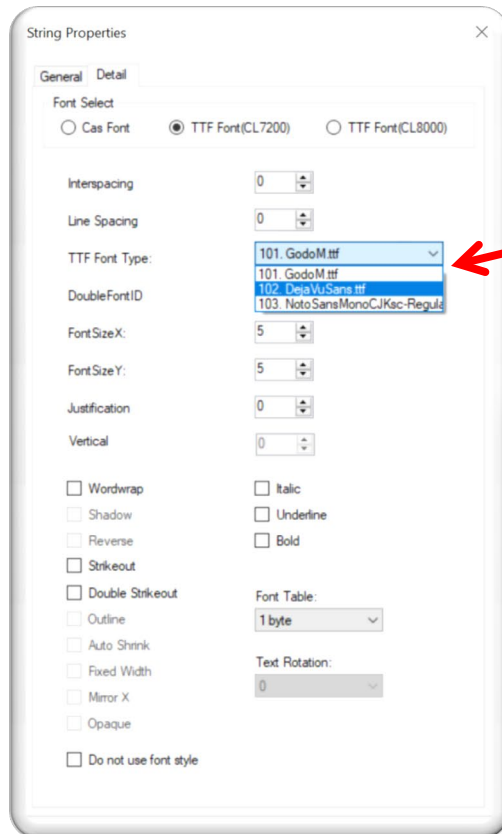 String Properties
General Detail
Font Select
Cas Font TTF Font(CL7200) TTF Font(CL8000)
Interspacing 0
Line Spacing 0
TTF Font Type: 101. GodoM.ttf
101. GodoM.ttf
102. DejaVuSans.ttf
DoubleFontID 103. NotoSansMonoCJKsc-Regula
FontSizeX: 5
FontSizeY: 5
Justification 0
Vertical 0
Wordwrap Italic
Shadow Underline
Reverse Bold
Strikeout
Double Strikeout Font Table:
Outline 1 byte
Auto Shrink
Fixed Width Text Rotation:
Mirror X 0
Opaque
Do not use font style